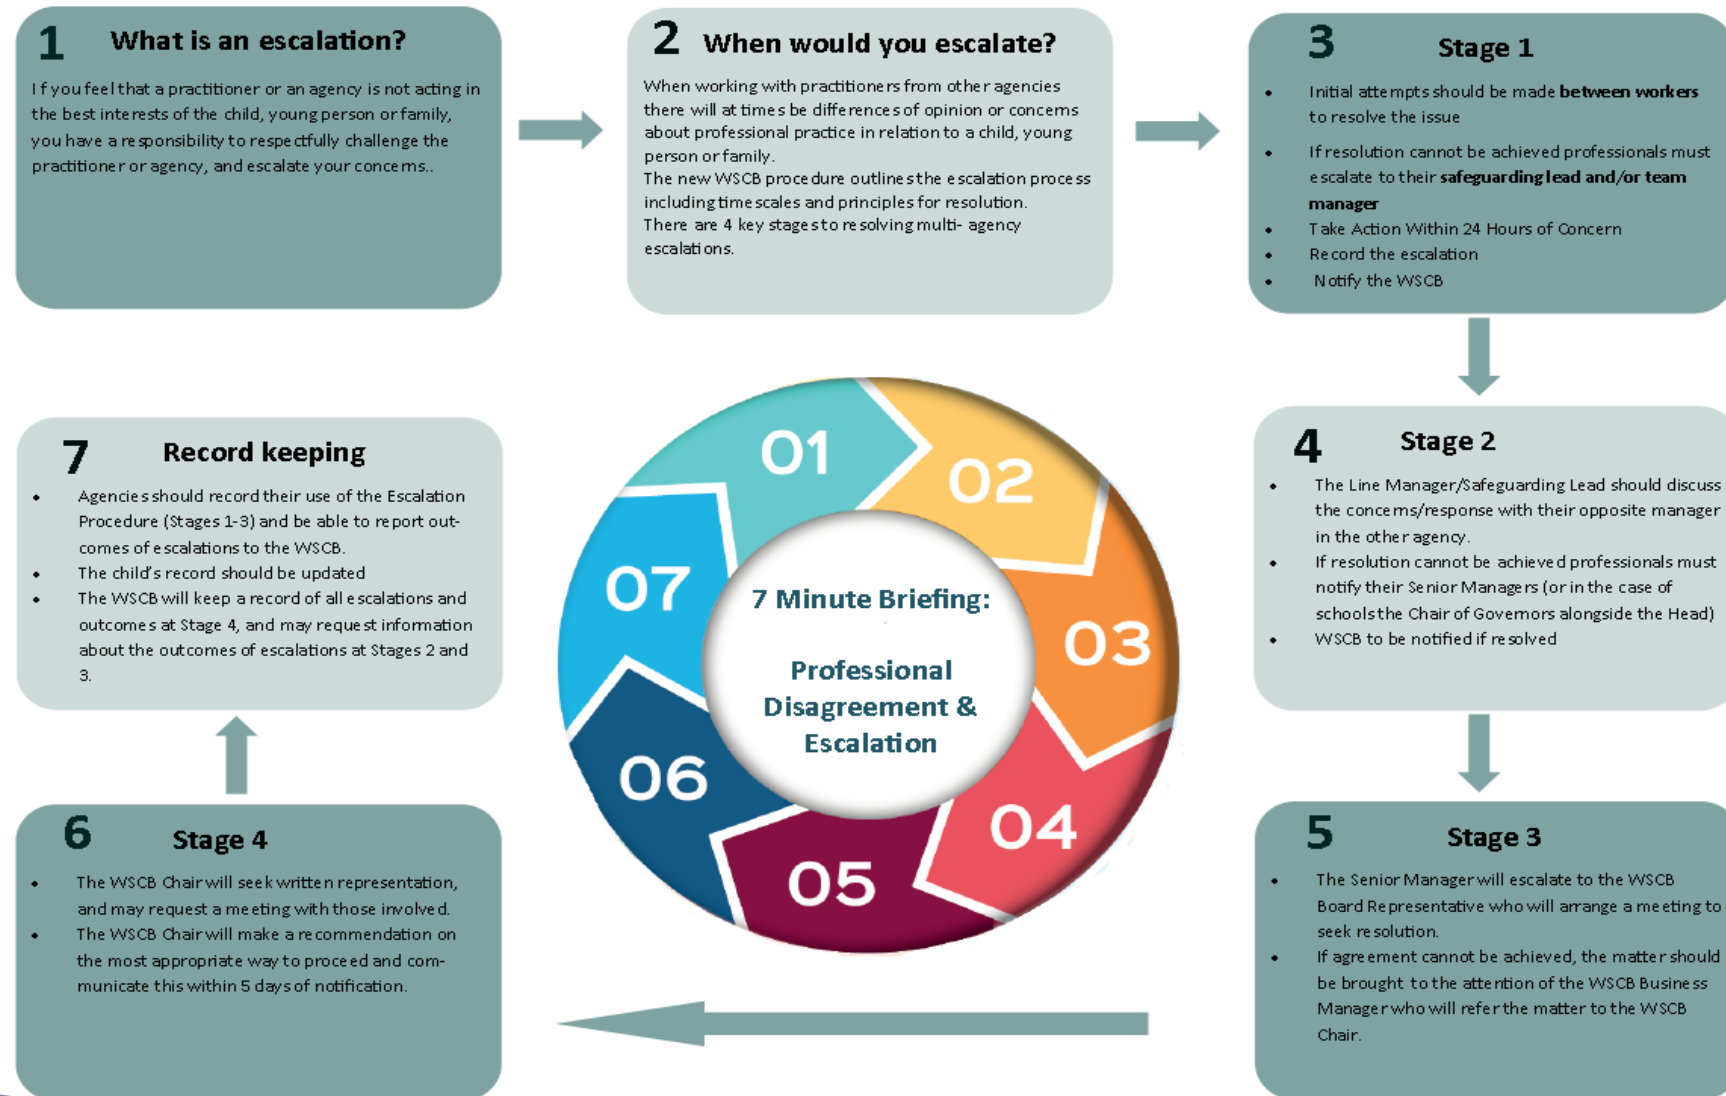 1 What is an escalation?
If you feel that a practitioner or an agency is not acting in
the best interests of the child, young person or family,
you have a responsibility to respectfully challenge the
practitioner or agency, and escalate your concerns..
2 When would you escalate?
When working with practitioners from other agencies
there will at times be differences of opinion or concerns
about professional practice in relation to a child, young
person or family.
The new WSCB procedure outlines the escalation process
including timescales and principles for resolution.
There are 4 key stages to resolving multi- agency
escalations.
3 Stage 1
• Initial attempts should be made between workers
to resolve the issue
• If resolution cannot be achieved professionals must
escalate to their safeguarding lead and/or team
manager
• Take Action Within 24 Hours of Concern
• Record the escalation
• Notify the WSCB
4 Stage 2
• The Line Manager/Safeguarding Lead should discuss
the concerns/response with their opposite manager
in the other agency.
• If resolution cannot be achieved professionals must
notify their Senior Managers (or in the case of
schools the Chair of Governors alongside the Head)
• WSCB to be notified if resolved
5 Stage 3
• The Senior Manager will escalate to the WSCB
Board Representative who will arrange a meeting to
seek resolution.
• If agreement cannot be achieved, the matter should
be brought to the attention of the WSCB Business
Manager who will refer the matter to the WSCB
Chair.
6 Stage 4
• The WSCB Chair will seek written representation,
and may request a meeting with those involved.
• The WSCB Chair will make a recommendation on
the most appropriate way to proceed and com-
municate this within 5 days of notification.
7 Record keeping
• Agencies should record their use of the Escalation
Procedure (Stages 1-3) and be able to report out-
comes of escalations to the WSCB.
• The child's record should be updated
• The WSCB will keep a record of all escalations and
outcomes at Stage 4, and may request information
about the outcomes of escalations at Stages 2 and
3.
01
02
03
04
05
06
07
7 Minute Briefing:
Professional
Disagreement &
Escalation